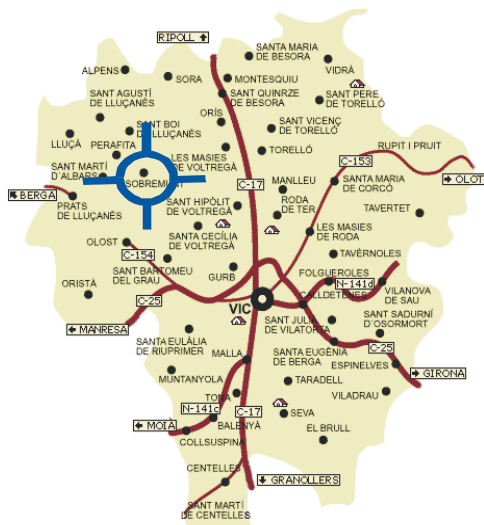 RIPOLL
SANTA MARIA
DE BESORA
VIDRÀ
ALPENS
SORA
MONTESQUIU
SANT QUINRZE
DE BESORA
SANT PERE
DE TORELLÓ
SANT AGUSTÍ
DE LLUÇANÈS
ORÍS
SANT VICENÇ
DE TORELLÓ
SANT BOI
DE LLUÇANÈS
LLUÇÀ
PERAFITA
RUPIT I PRUIT
LES MASIES
DE VOLTREGÀ
TORELLÓ
C-153
OLOT
SANT MARTÍ
D'ALBARS
SOBREMUNT
C-17
MANLLEU
SANTA MARIA
DE CORCÓ
BERGA
PRATS
DE LLUÇANÈS
SANT HIPÒLIT
DE VOLTREGÀ
RODA
DE TER
TAVERTET
OLOST
SANTA CECÍLIA
DE VOLTREGÀ
LES MASIES
DE RODA
C-154
TAVÈRNOLES
SANT BARTOMEU
DEL GRAU
GURB
FOLGUEROLES
ORISTÀ
N-141d
C-25
CALLDETENES
VILANOVA
DE SAU
VIC
MANRESA
SANT JULIÀ
DE VILATORTA
SANT SADURNÍ
D'OSORMORT
SANTA EULÀLIA
DE RIUPRIMER
MALLA
SANTA EUGÈNIA
DE BERGA
C-25
ESPINELVES
GIRONA
MUNTANYOLA
TARADELL
VILADRAU
TONA
N-141c
C-17
SEVA
MOIÀ
BALENYÀ
EL BRULL
COLLSUSPINA
CENTELLES
GRANOLLERS
SANT MARTÍ
DE CENTELLES